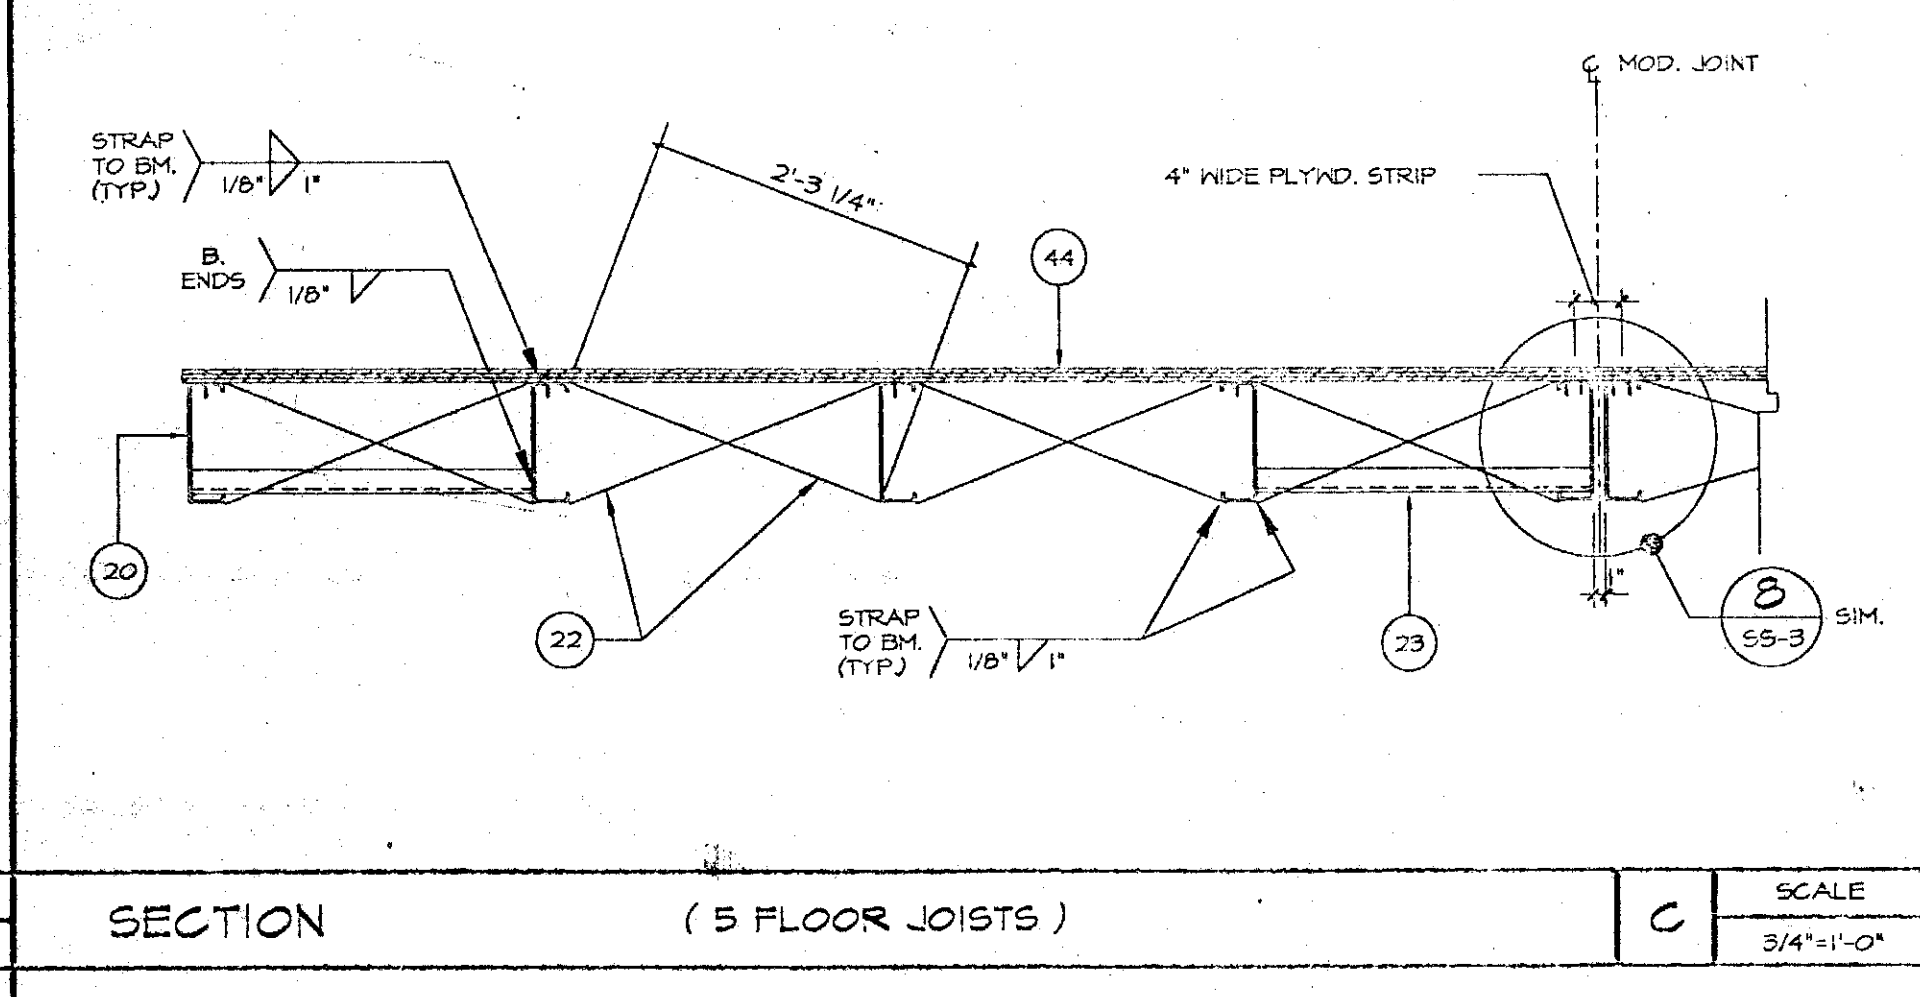 ℄ MOD. JOINT
STRAP
TO BM.
(TYP.)
1/8" 1"
2'-3 1/4"
4" WIDE PLYWD. STRIP
B.
ENDS
1/8"
44
20
22
STRAP
TO BM.
(TYP.)
1/8" 1"
23
1"
8
SS-3
SIM.
SECTION
( 5 FLOOR JOISTS )
C
SCALE
3/4"=1'-0"